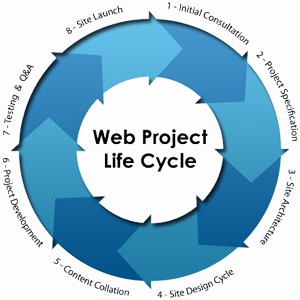 Web Project
Life Cycle
1 - Initial Consultation
2 - Project Specification
3 - Site Architecture
4 - Site Design Cycle
5 - Content Collation
6 - Project Development
7 - Testing & Q&A
8 - Site Launch